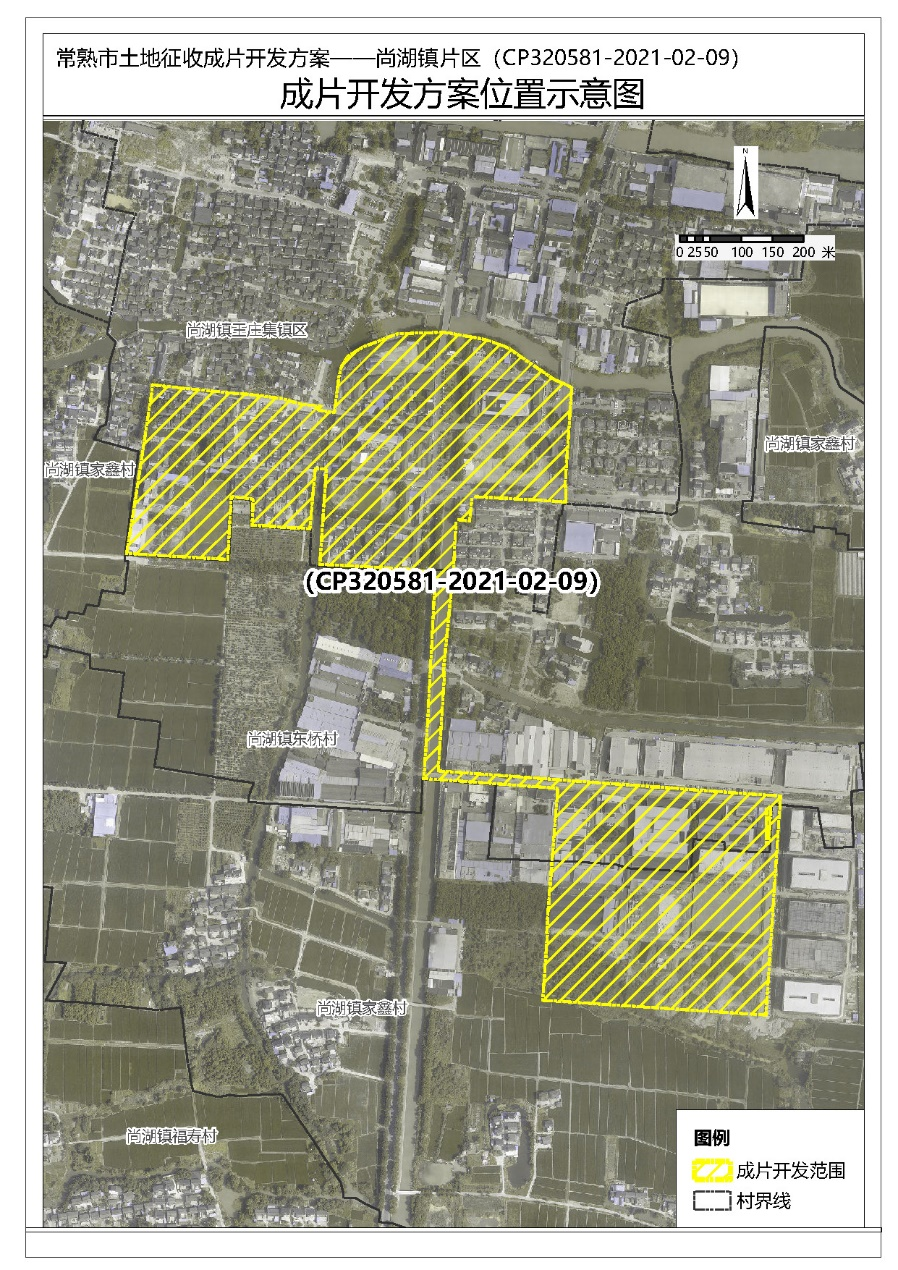 常熟市土地征收成片开发方案——尚湖镇片区（CP320581-2021-02-09）
成片开发方案位置示意图
N
0 25 50 100 150 200 米
尚湖镇王庄集镇区
尚湖镇家鑫村
尚湖镇家鑫村
(CP320581-2021-02-09)
尚湖镇东桥村
尚湖镇家鑫村
尚湖镇福寿村
图例
成片开发范围
村界线